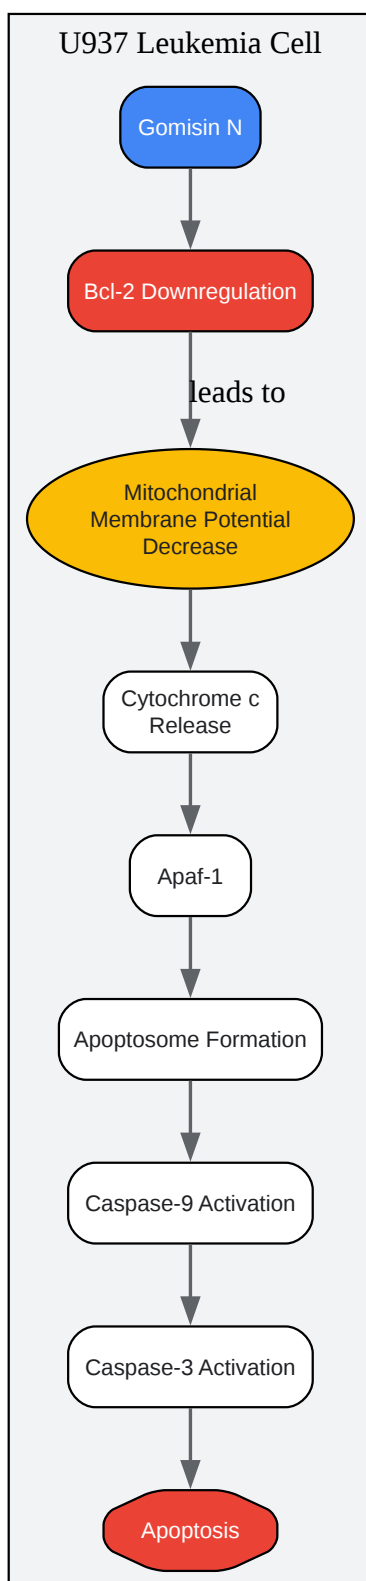 U937 Leukemia Cell
Gomisin N
Bcl-2 Downregulation
leads to
Mitochondrial
Membrane Potential
Decrease
Cytochrome c
Release
Apaf-1
Apoptosome Formation
Caspase-9 Activation
Caspase-3 Activation
Apoptosis